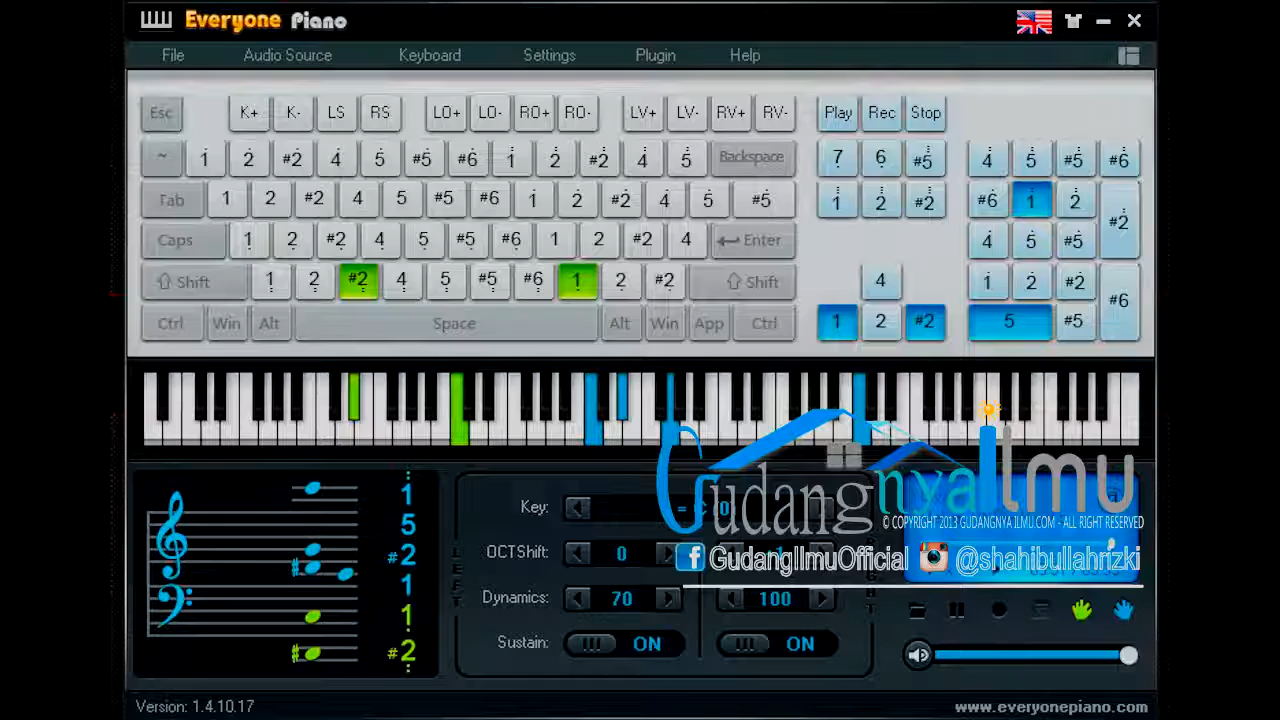 Everyone Piano
File Audio Source Keyboard Settings Plugin Help
Esc K+ K- LS RS LO+ LO- RO+ RO- LV+ LV- RV+ RV- Play Rec Stop
~ 1 2 #2 4 5 #5 #6 1 2 #2 4 5 Backspace 7 6 #5 4 5 #5 #6
Tab 1 2 #2 4 5 #5 #6 1 2 #2 4 5 #5 1 2 #2 #6 1 2 #2
Caps 1 2 #2 4 5 #5 #6 1 2 #2 4 Enter 4 5 #5
Shift 1 2 #2 4 5 #5 #6 1 2 #2 Shift 4 1 2 #2 #6
Ctrl Win Alt Space Alt Win App Ctrl 1 2 #2 5 #5
GudangnyaIlmu
© COPYRIGHT 2013 GUDANGNYA ILMU.COM - ALL RIGHT RESERVED
f GudangIlmuOfficial @shahibullahrizki
1
5
#2
1
1
#2
LEFT
Key:
OCTShift: 0
Dynamics: 70 100
Sustain: ON ON
Version: 1.4.10.17 www.everyonepiano.com